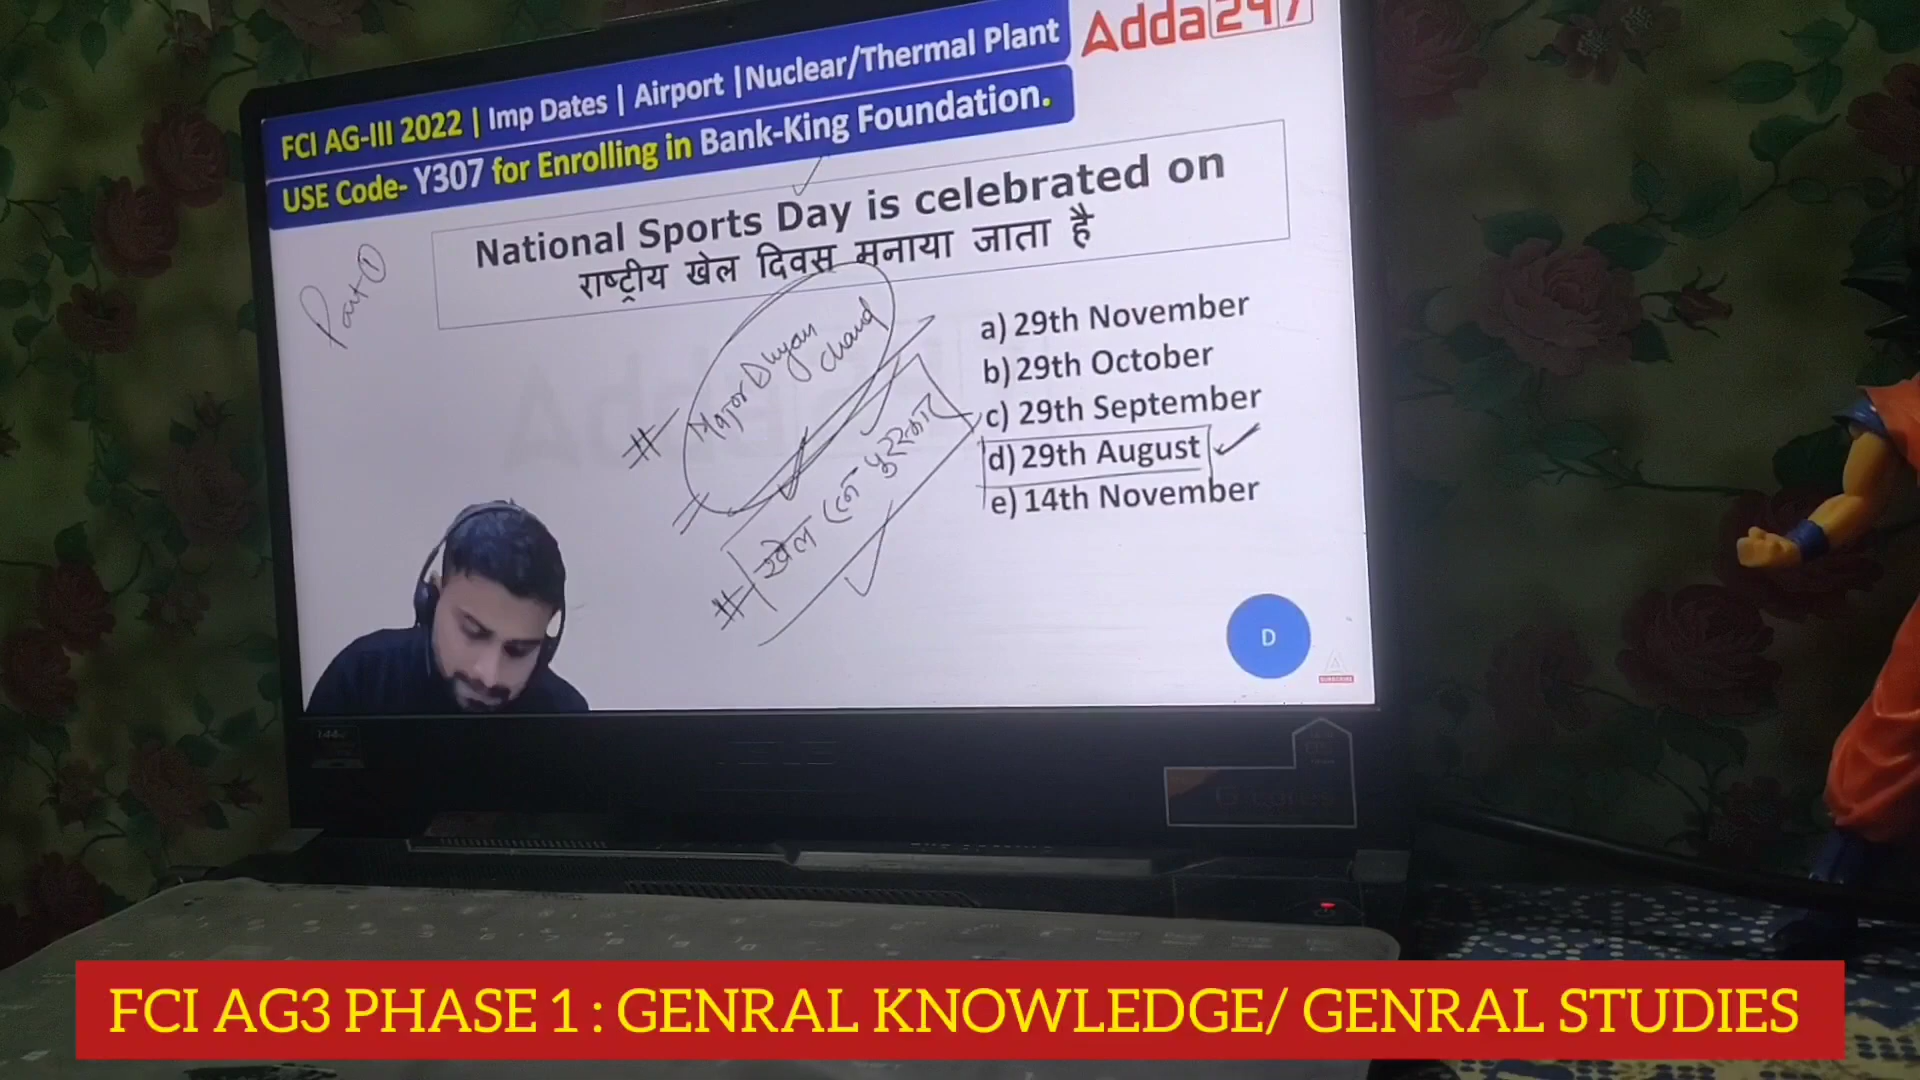 FCI AG-III 2022 | Imp Dates | Airport |Nuclear/Thermal Plant
USE Code- Y307 for Enrolling in Bank-King Foundation.
Adda247
National Sports Day is celebrated on
राष्ट्रीय खेल दिवस मनाया जाता है
Part 1
# Major Dhyan
chand
# खेल रत्न पुरस्कार
a) 29th November
b) 29th October
c) 29th September
d) 29th August
e) 14th November
D
SUBSCRIBE
FCI AG3 PHASE 1 : GENRAL KNOWLEDGE/ GENRAL STUDIES